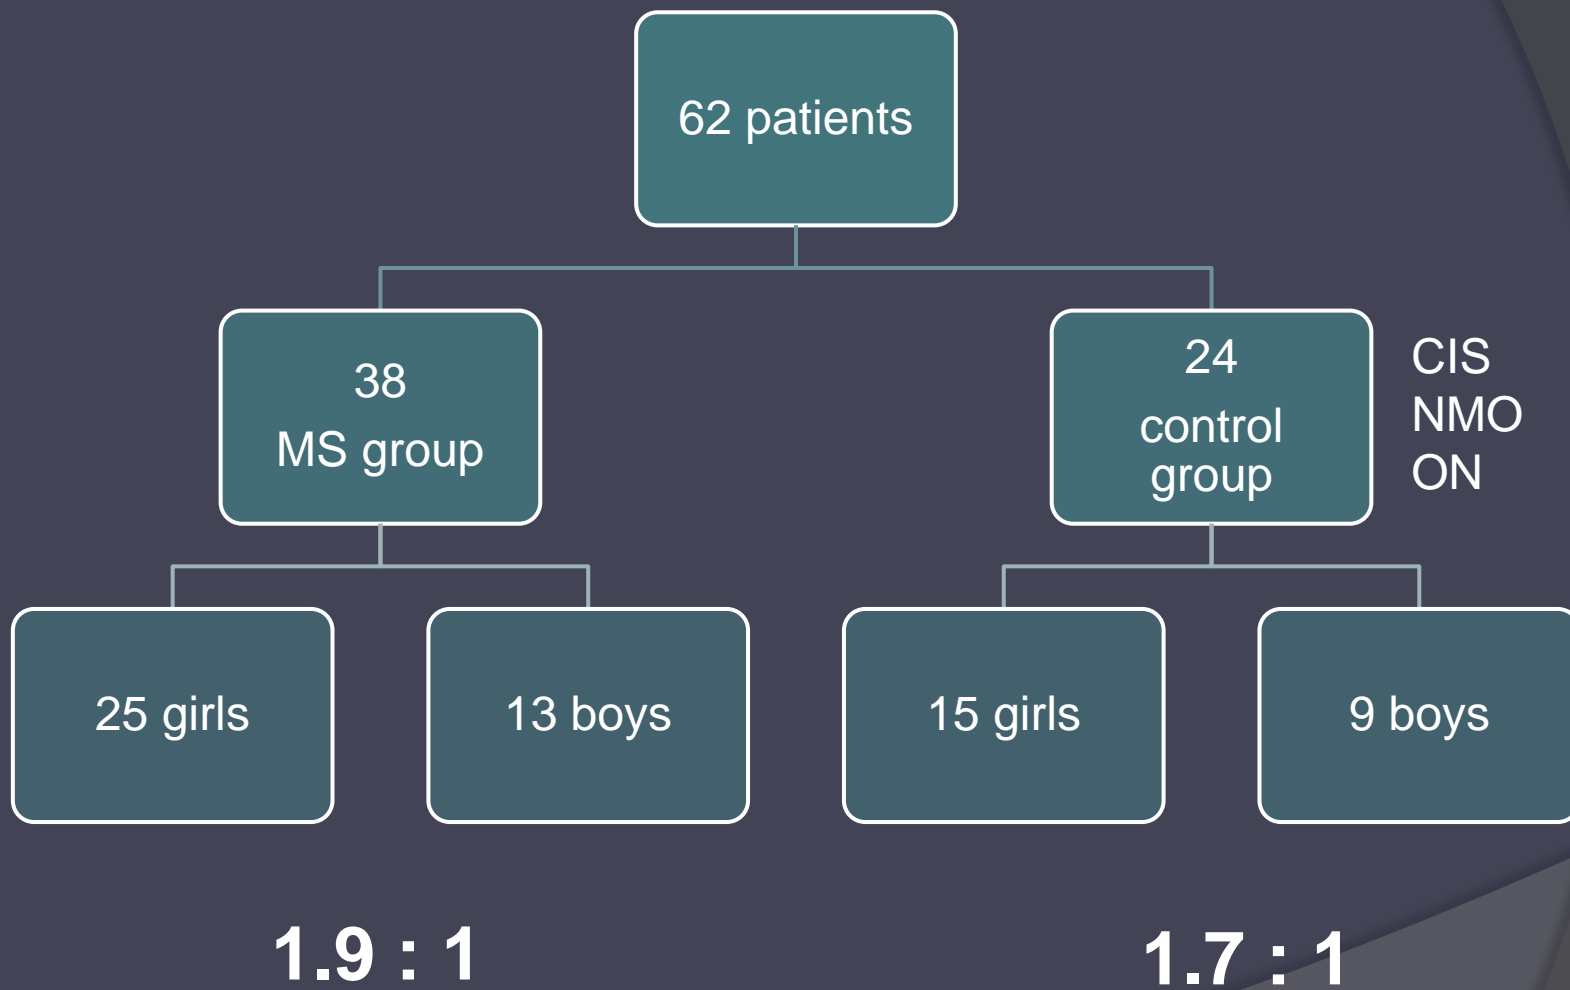 62 patients
38
MS group
24
control
group
CIS
NMO
ON
25 girls
13 boys
15 girls
9 boys
1.9 : 1
1.7 : 1